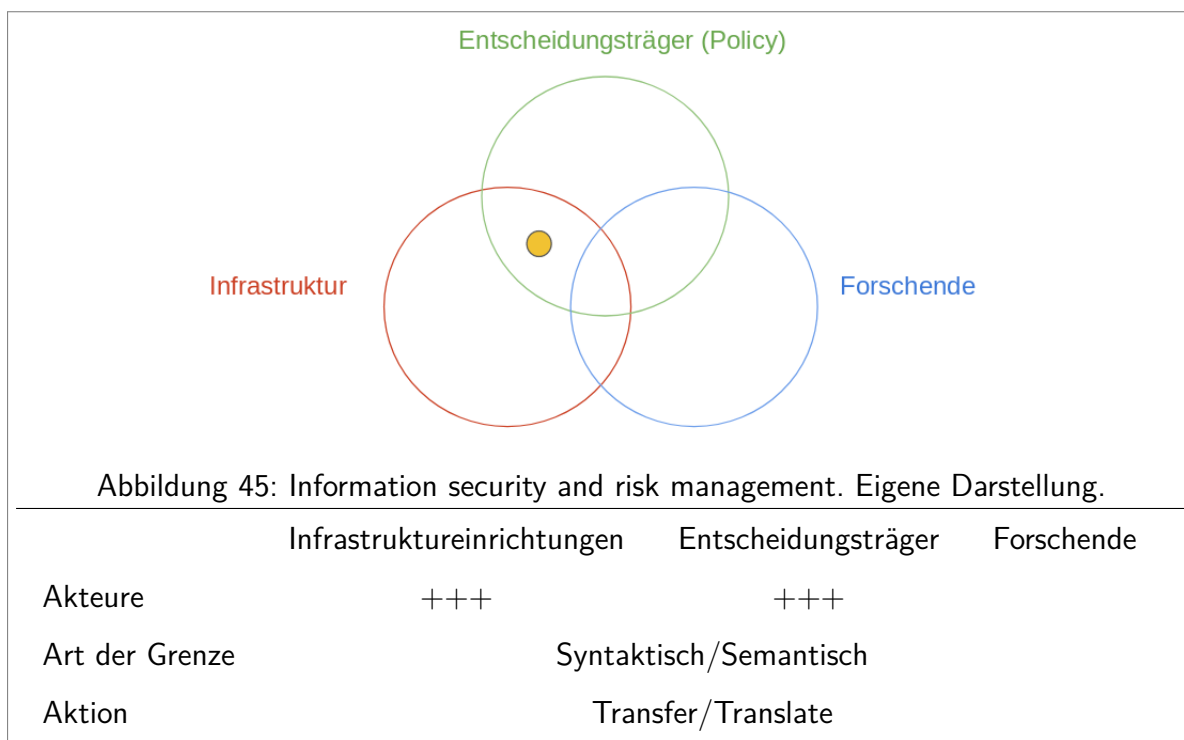 Entscheidungsträger (Policy)
Infrastruktur
Forschende
Abbildung 45: Information security and risk management. Eigene Darstellung.
Infrastruktureinrichtungen Entscheidungsträger Forschende
Akteure +++ +++
Art der Grenze Syntaktisch/Semantisch
Aktion Transfer/Translate